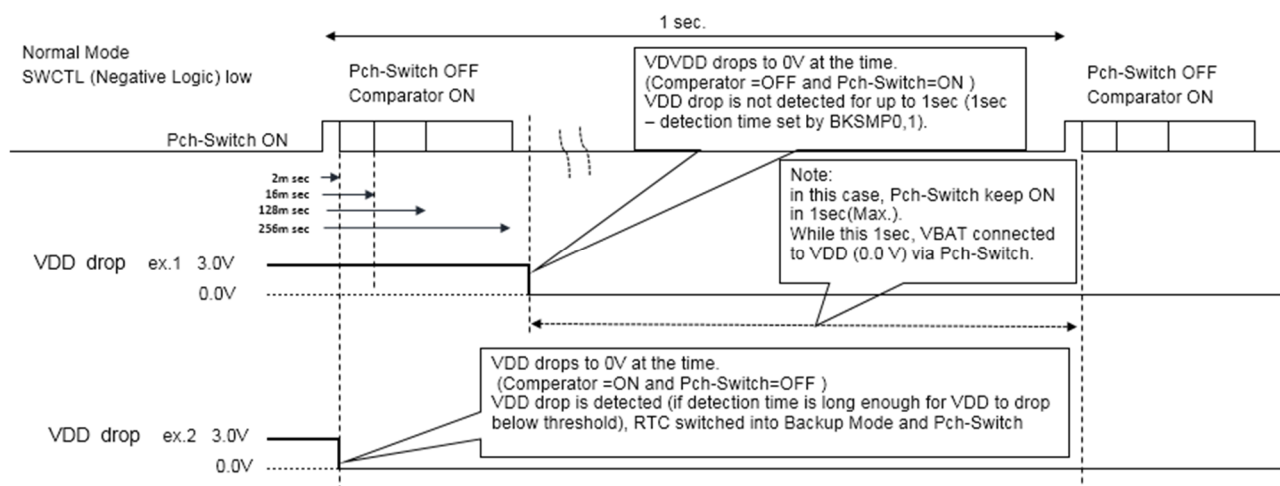 1 sec.
Normal Mode
SWCTL (Negative Logic) low
Pch-Switch OFF
Comparator ON
VDVDD drops to 0V at the time.
(Comperator =OFF and Pch-Switch=ON )
VDD drop is not detected for up to 1sec (1sec
– detection time set by BKSMP0,1).
Pch-Switch OFF
Comparator ON
Pch-Switch ON
2m sec
16m sec
128m sec
256m sec
Note:
in this case, Pch-Switch keep ON
in 1sec(Max.).
While this 1sec, VBAT connected
to VDD (0.0 V) via Pch-Switch.
VDD drop ex.1 3.0V
0.0V
VDD drops to 0V at the time.
(Comperator =ON and Pch-Switch=OFF )
VDD drop is detected (if detection time is long enough for VDD to drop
below threshold), RTC switched into Backup Mode and Pch-Switch
VDD drop ex.2 3.0V
0.0V